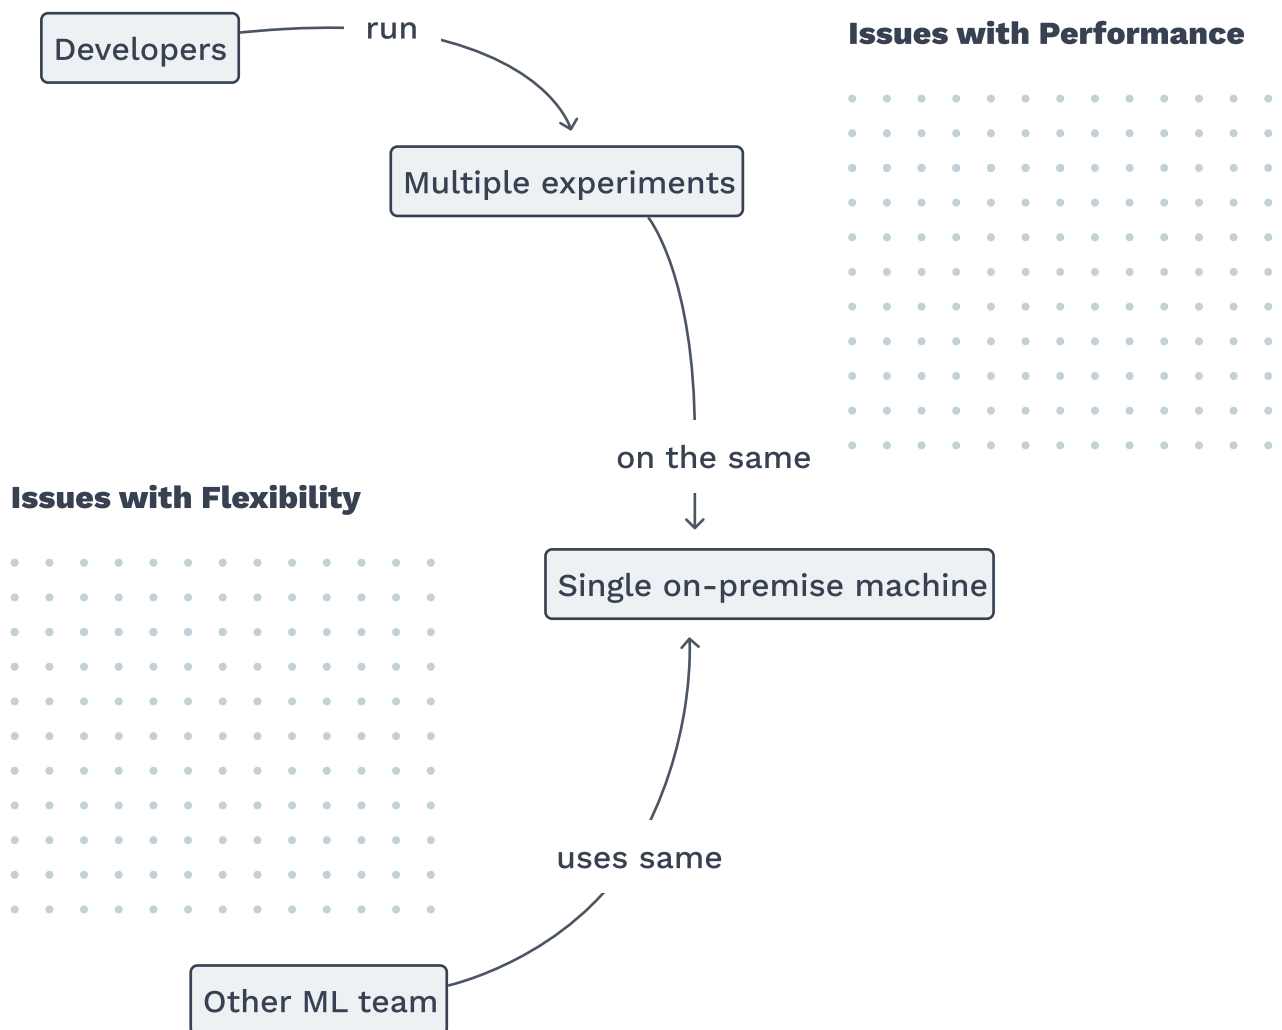 Developers
run
Issues with Performance
Multiple experiments
on the same
Issues with Flexibility
Single on-premise machine
uses same
Other ML team